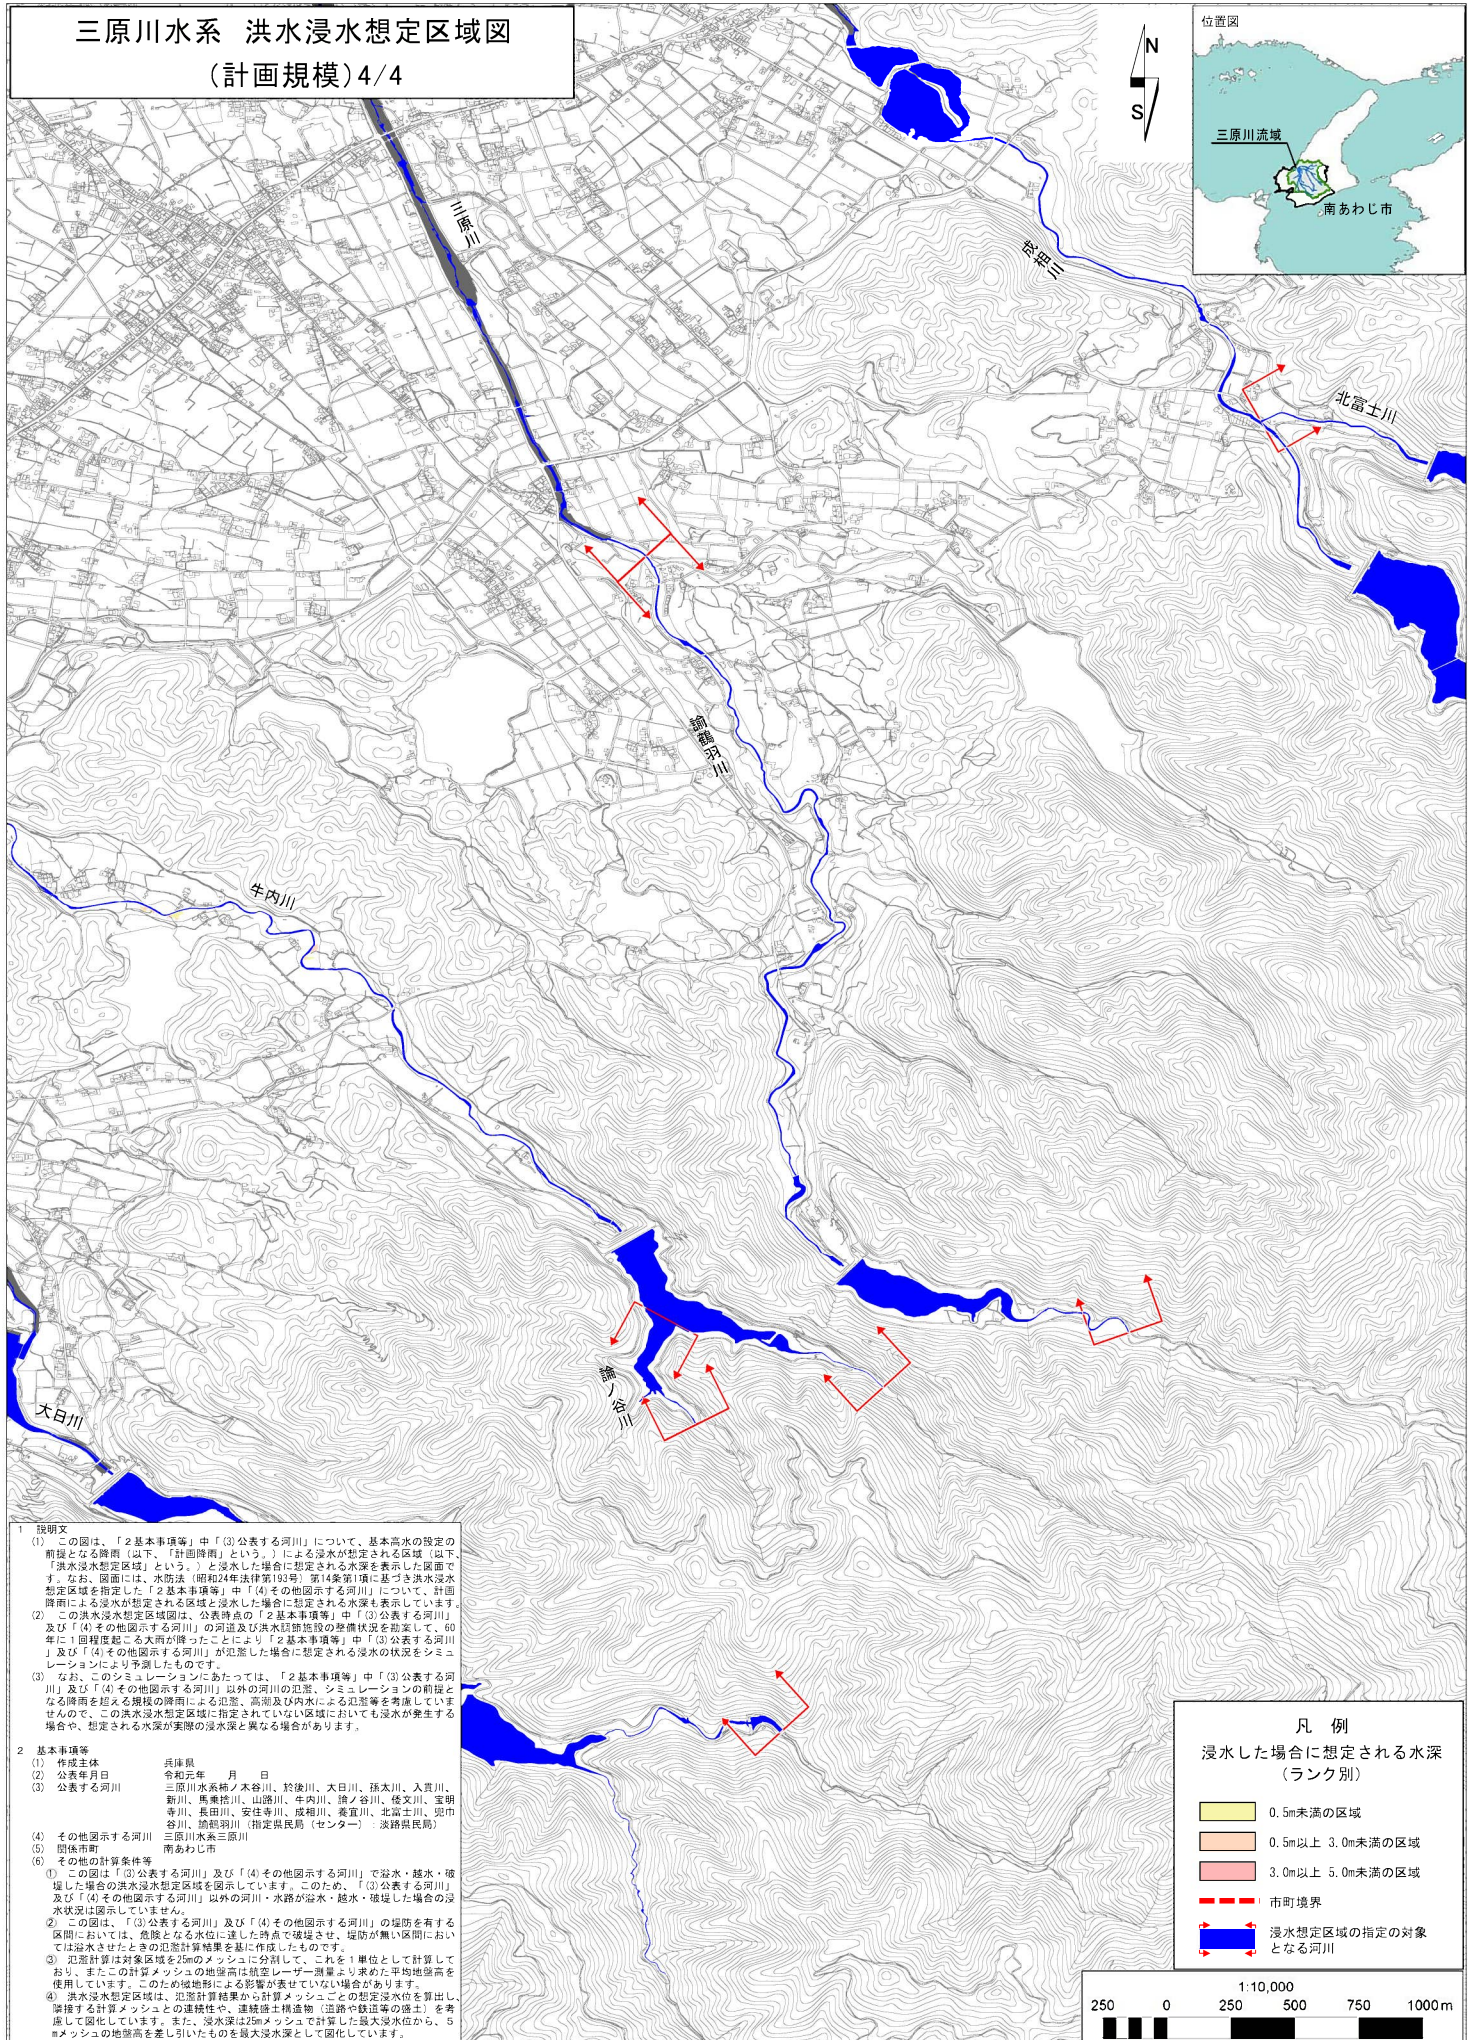 三原川水系 洪水浸水想定区域図
(計画規模)4/4
N
S
位置図
三原川流域
南あわじ市
三原川
成相川
北富士川
諭鶴羽川
牛内川
大日川
1 説明文
(1) この図は、「2基本事項等」中「(3)公表する河川」について、基本高水の設定の
前提となる降雨（以下、「計画降雨」という。）による浸水が想定される区域（以下、
「洪水浸水想定区域」という。）と浸水した場合に想定される水深を表示した図面で
す。なお、図面には、水防法（昭和24年法律第193号）第14条第1項に基づき洪水浸水
想定区域を指定した「2基本事項等」中「(4)その他図示する河川」について、計画
降雨による浸水が想定される区域と浸水した場合に想定される水深も表示しています。
(2) この洪水浸水想定区域図は、公表時点の「2基本事項等」中「(3)公表する河川」
及び「(4)その他図示する河川」の河道及び洪水調節施設の整備状況を勘案して、60
年に1回程度起こる大雨が降ったことにより「2基本事項等」中「(3)公表する河川
」及び「(4)その他図示する河川」が氾濫した場合に想定される浸水の状況をシミュ
レーションにより予測したものです。
(3) なお、このシミュレーションにあたっては、「2基本事項等」中「(3)公表する河
川」及び「(4)その他図示する河川」以外の河川の氾濫、シミュレーションの前提と
なる降雨を超える規模の降雨による氾濫、高潮及び内水による氾濫等を考慮していま
せんので、この洪水浸水想定区域に指定されていない区域においても浸水が発生する
場合や、想定される水深が実際の浸水深と異なる場合があります。
2 基本事項等
(1) 作成主体 兵庫県
(2) 公表年月日 令和元年 月 日
(3) 公表する河川 三原川水系柿ノ木谷川、於後川、大日川、孫太川、入貫川、
新川、馬乗捨川、山路川、牛内川、諭ノ谷川、倭文川、宝明
寺川、長田川、安住寺川、成相川、養宜川、北富士川、兜巾
谷川、諭鶴羽川（指定県民局（センター）：淡路県民局）
(4) その他図示する河川 三原川水系三原川
(5) 関係市町 南あわじ市
(6) その他の計算条件等
① この図は「(3)公表する河川」及び「(4)その他図示する河川」で溢水・越水・破
堤した場合の洪水浸水想定区域を図示しています。このため、「(3)公表する河川」
及び「(4)その他図示する河川」以外の河川・水路が溢水・越水・破堤した場合の浸
水状況は図示していません。
② この図は、「(3)公表する河川」及び「(4)その他図示する河川」の堤防を有する
区間においては、危険となる水位に達した時点で破堤させ、堤防が無い区間におい
ては溢水させたときの氾濫計算結果を基に作成したものです。
③ 氾濫計算は対象区域を25mのメッシュに分割して、これを1単位として計算して
おり、またこの計算メッシュの地盤高は航空レーザー測量より求めた平均地盤高を
使用しています。このため微地形による影響が表せていない場合があります。
④ 洪水浸水想定区域は、氾濫計算結果から計算メッシュごとの想定浸水位を算出し、
隣接する計算メッシュとの連続性や、連続盛土構造物（道路や鉄道等の盛土）を考
慮して図化しています。また、浸水深は25mメッシュで計算した最大浸水位から、5
mメッシュの地盤高を差し引いたものを最大浸水深として図化しています。
凡 例
浸水した場合に想定される水深
(ランク別)
0.5m未満の区域
0.5m以上 3.0m未満の区域
3.0m以上 5.0m未満の区域
市町境界
浸水想定区域の指定の対象
となる河川
1:10,000
250 0 250 500 750 1000m